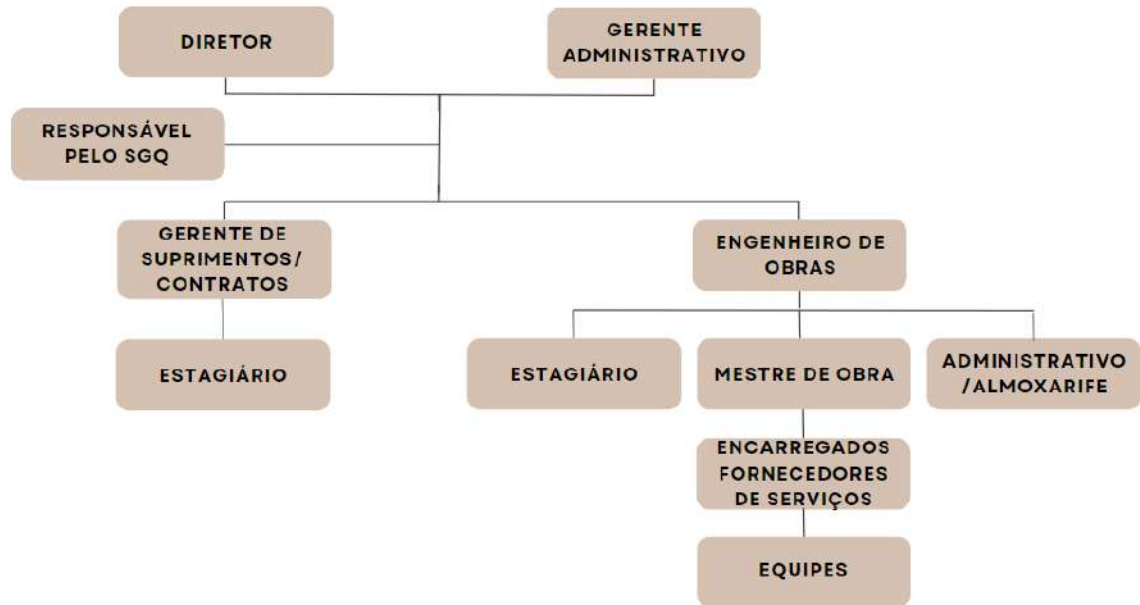 DIRETOR
GERENTE
ADMINISTRATIVO
RESPONSÁVEL
PELO SGQ
GERENTE DE
SUPRIMENTOS/
CONTRATOS
ENGENHEIRO DE
OBRAS
ESTAGIÁRIO
ESTAGIÁRIO
MESTRE DE OBRA
ADMINISTRATIVO
/ALMOXARIFE
ENCARREGADOS
FORNECEDORES
DE SERVIÇOS
EQUIPES